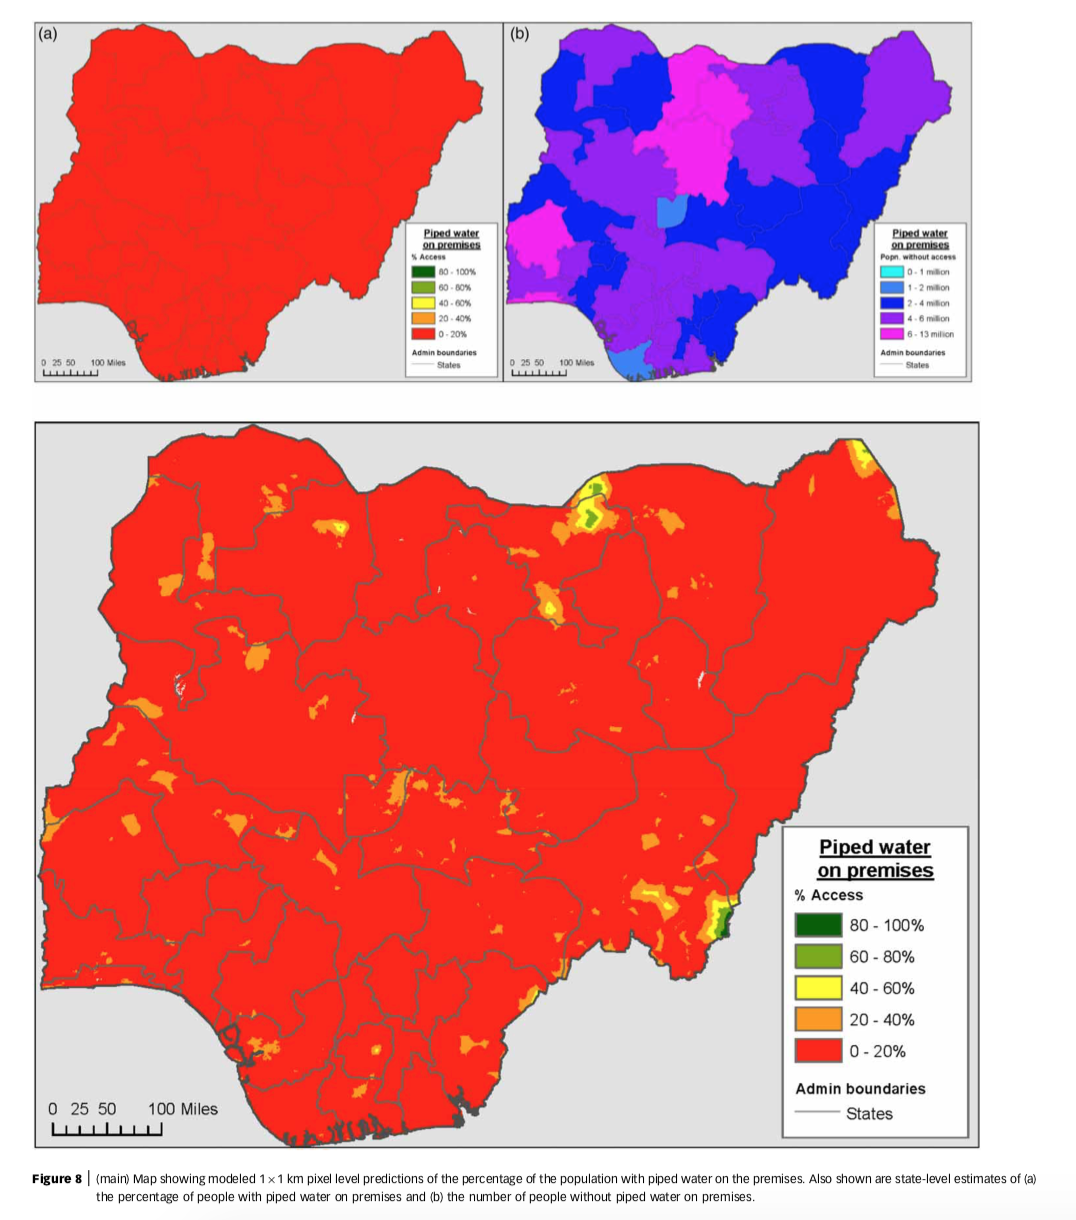 (a)
Piped water
on premises
% Access
80 - 100%
60 - 80%
40 - 60%
20 - 40%
0 - 20%
Admin boundaries
States
0 25 50 100 Miles
(b)
Piped water
on premises
Popn. without access
0 - 1 million
1 - 2 million
2 - 4 million
4 - 6 million
6 - 13 million
Admin boundaries
States
0 25 50 100 Miles
Piped water
on premises
% Access
80 - 100%
60 - 80%
40 - 60%
20 - 40%
0 - 20%
Admin boundaries
States
0 25 50 100 Miles
Figure 8 | (main) Map showing modeled 1 × 1 km pixel level predictions of the percentage of the population with piped water on the premises. Also shown are state-level estimates of (a)
the percentage of people with piped water on premises and (b) the number of people without piped water on premises.